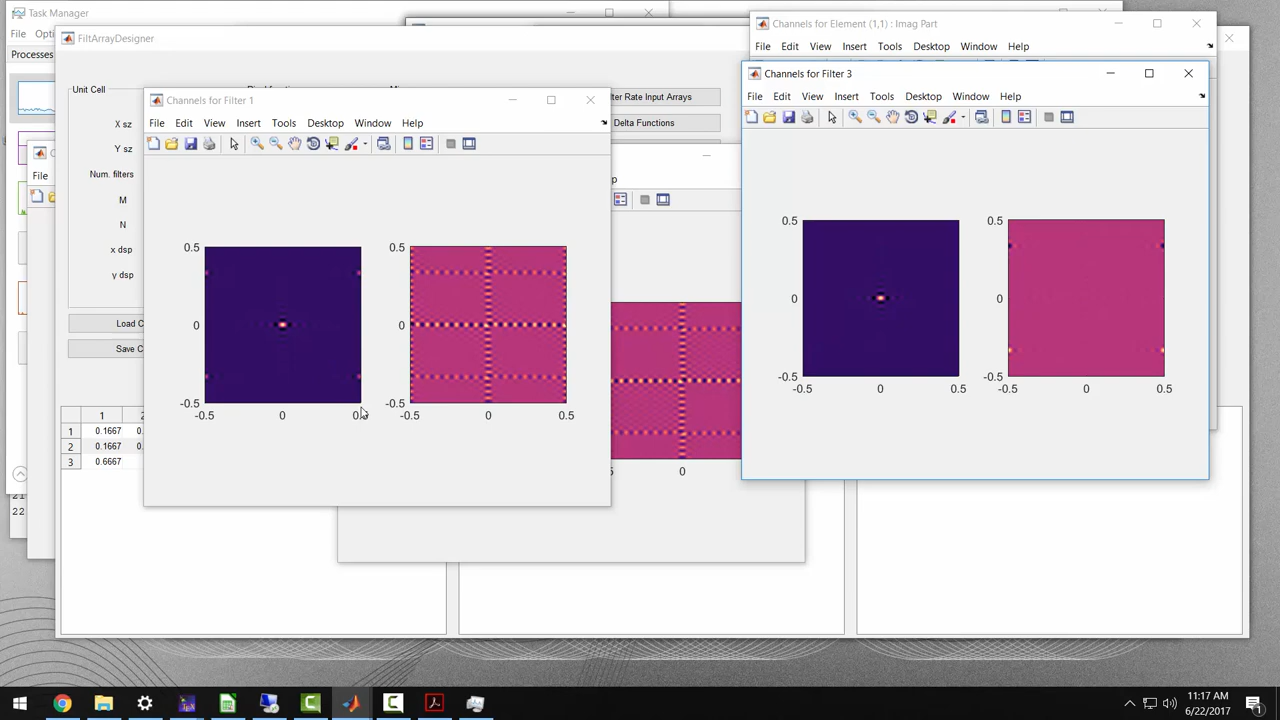 Task Manager
File Opti
Processes
FiltArrayDesigner
Unit Cell
X sz
Y sz
Num. filters
M
N
x dsp
y dsp
Load C
Save C
1 2
1 0.1667 0.
2 0.1667 0.
3 0.6667
21
22
File
ter Rate Input Arrays
Delta Functions
Channels for Filter 1
File Edit View Insert Tools Desktop Window Help
0.5
0
-0.5
-0.5 0 0.
0.5
0
-0.5
-0.5 0 0.5
p
5 0
Channels for Element (1,1) : Imag Part
File Edit View Insert Tools Desktop Window Help
Channels for Filter 3
File Edit View Insert Tools Desktop Window Help
0.5
0
-0.5
-0.5 0 0.5
0.5
0
-0.5
-0.5 0 0.5
11:17 AM
6/22/2017
1